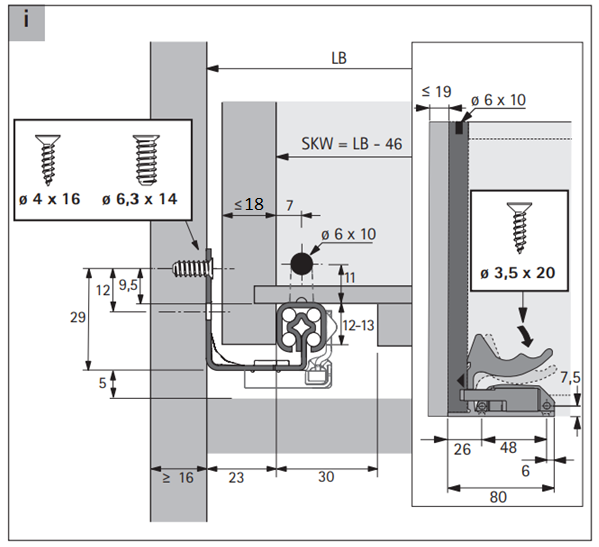 i
LB
≤ 19
ø 6 x 10
SKW = LB - 46
ø 4 x 16
ø 6,3 x 14
≤18
7
ø 6 x 10
ø 3,5 x 20
11
12
9,5
29
12-13
5
7,5
26
48
6
≥ 16
23
30
80